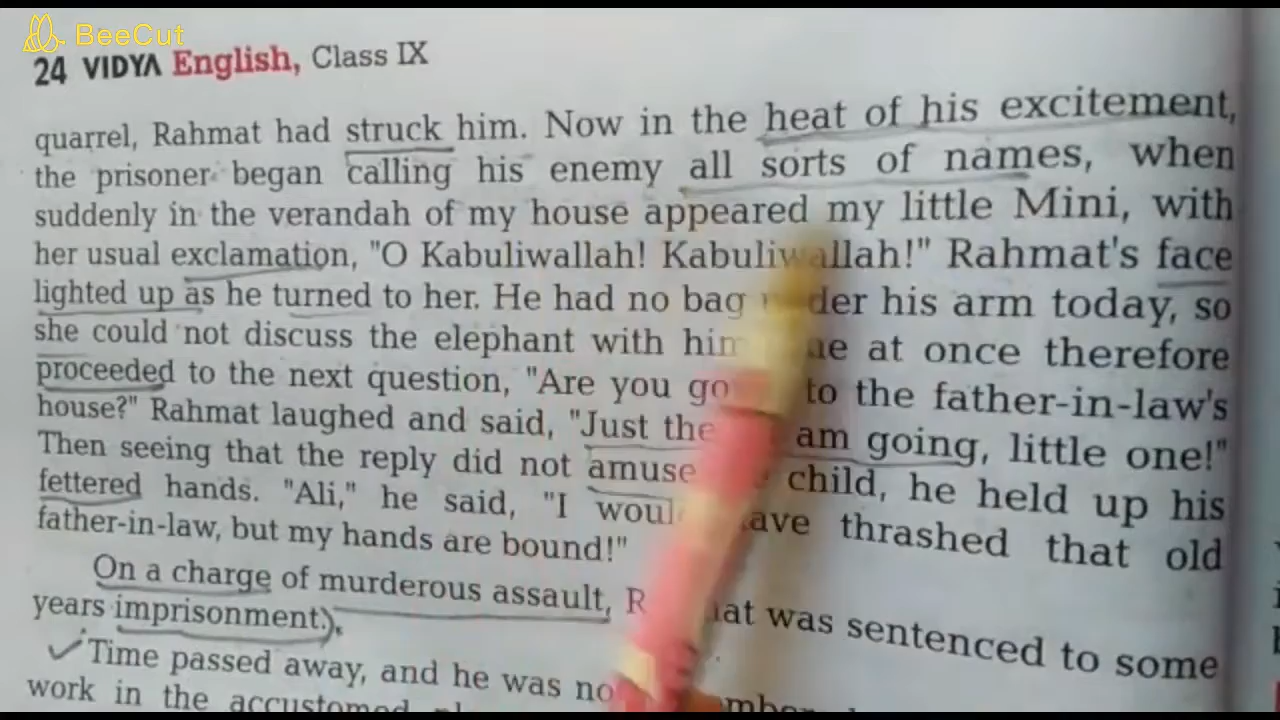 BeeCut
24 VIDYA English, Class IX
quarrel, Rahmat had struck him. Now in the heat of his excitement,
the prisoner began calling his enemy all sorts of names, when
suddenly in the verandah of my house appeared my little Mini, with
her usual exclamation, "O Kabuliwallah! Kabuliwallah!" Rahmat's face
lighted up as he turned to her. He had no bag under his arm today, so
she could not discuss the elephant with him at once therefore
proceeded to the next question, "Are you to the father-in-law's
house?" Rahmat laughed and said, "Just am going, little one!"
Then seeing that the reply did not amuse child, he held up his
fettered hands. "Ali," he said, "I would have thrashed that old
father-in-law, but my hands are bound!"
On a charge of murderous assault, Rahmat was sentenced to some
years imprisonment.
Time passed away, and he was
work in the accustomed